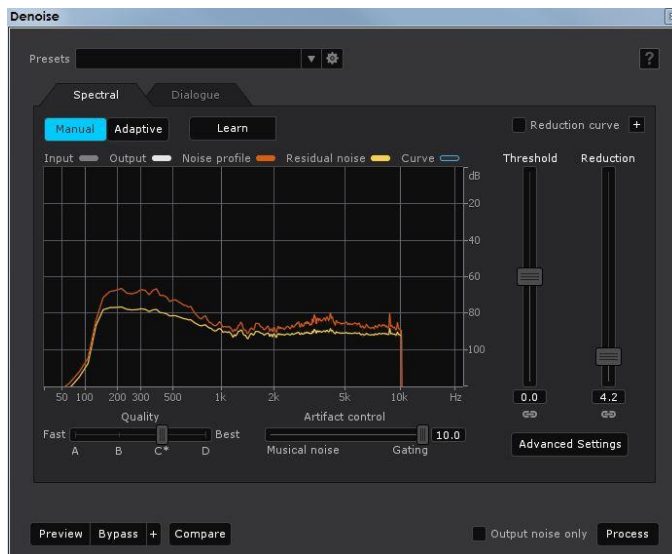 Denoise
Presets
?
Spectral Dialogue
Manual Adaptive Learn
Reduction curve +
Input Output Noise profile Residual noise Curve
Threshold Reduction
dB
-20
-40
-60
-80
-100
50 100 200 300 500 1k 2k 5k 10k Hz
0.0 4.2
Quality Artifact control
Fast Best 10.0
A B C* D Musical noise Gating
Advanced Settings
Preview Bypass + Compare Output noise only Process